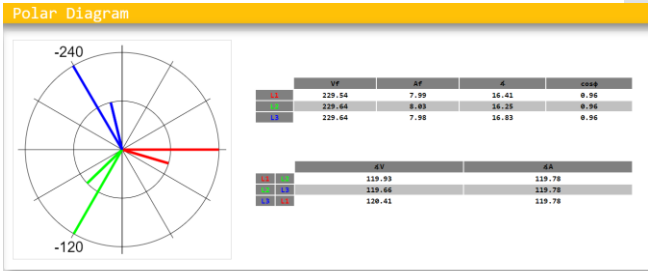 Polar Diagram
-240
-120
Vf Af ∡ cosϕ
L1 229.54 7.99 16.41 0.96
L2 229.64 8.03 16.25 0.96
L3 229.64 7.98 16.83 0.96
∡V ∡A
L1 L2 119.93 119.78
L2 L3 119.66 119.78
L3 L1 120.41 119.78